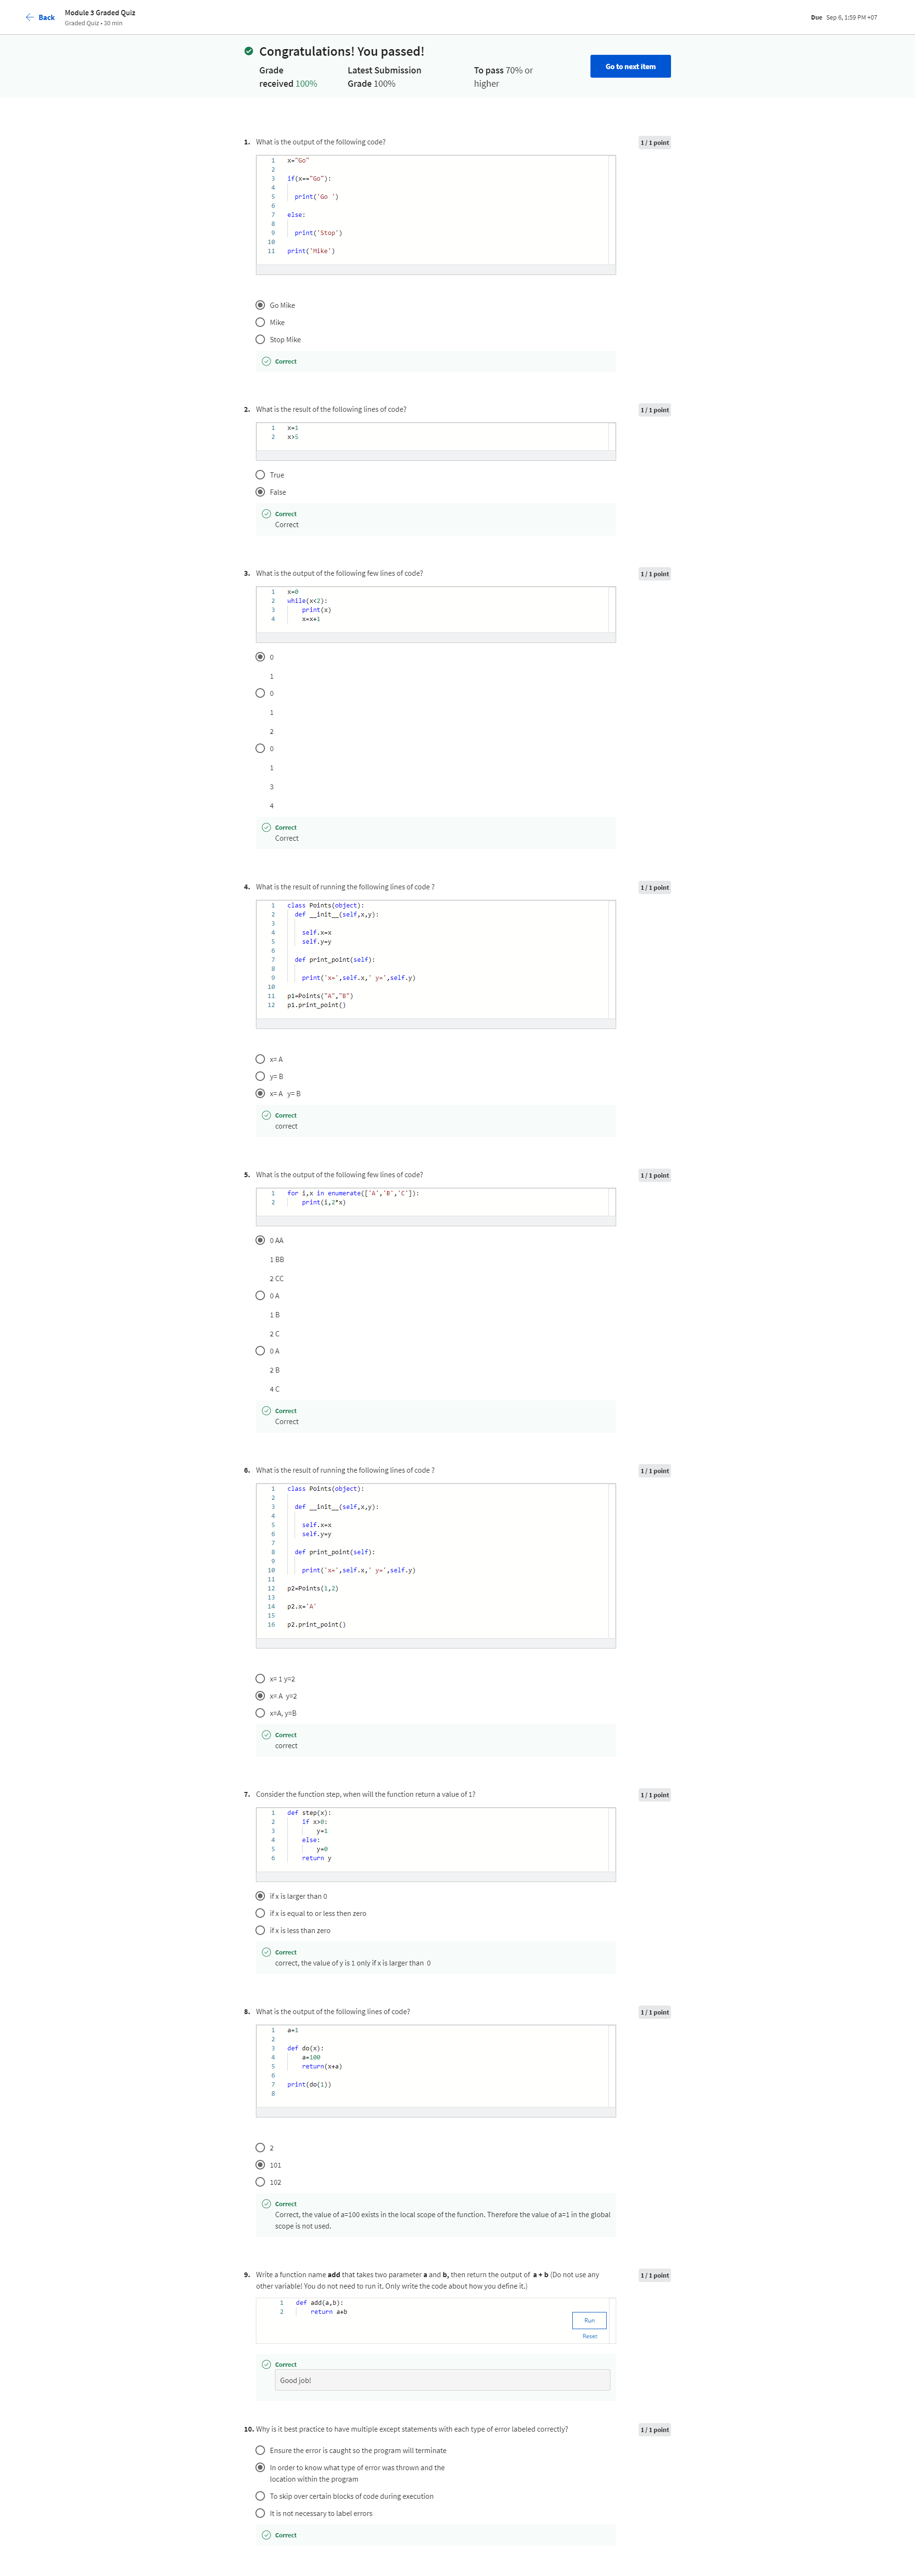 Back
Module 3 Graded Quiz
Graded Quiz • 30 min
Due Sep 6, 1:59 PM +07
Congratulations! You passed!
Grade received 100%
Latest Submission Grade 100%
To pass 70% or higher
Go to next item
1. What is the output of the following code?
1 / 1 point
1 x="Go"
2
3 if(x=="Go"):
4
5 print('Go ')
6
7 else:
8
9 print('Stop')
10
11 print('Mike')
Go Mike
Mike
Stop Mike
Correct
2. What is the result of the following lines of code?
1 / 1 point
1 x=1
2 x>5
True
False
Correct
Correct
3. What is the output of the following few lines of code?
1 / 1 point
1 x=0
2 while(x<2):
3 print(x)
4 x=x+1
0
1
0
1
2
0
1
3
4
Correct
Correct
4. What is the result of running the following lines of code ?
1 / 1 point
1 class Points(object):
2 def __init__(self,x,y):
3
4 self.x=x
5 self.y=y
6
7 def print_point(self):
8
9 print('x=',self.x,' y=',self.y)
10
11 p1=Points("A","B")
12 p1.print_point()
x= A
y= B
x= A y= B
Correct
correct
5. What is the output of the following few lines of code?
1 / 1 point
1 for i,x in enumerate(['A','B','C']):
2 print(i,2*x)
0 AA
1 BB
2 CC
0 A
1 B
2 C
0 A
2 B
4 C
Correct
Correct
6. What is the result of running the following lines of code ?
1 / 1 point
1 class Points(object):
2
3 def __init__(self,x,y):
4
5 self.x=x
6 self.y=y
7
8 def print_point(self):
9
10 print('x=',self.x,' y=',self.y)
11
12 p2=Points(1,2)
13
14 p2.x='A'
15
16 p2.print_point()
x= 1 y=2
x= A y=2
x=A, y=B
Correct
correct
7. Consider the function step, when will the function return a value of 1?
1 / 1 point
1 def step(x):
2 if x>0:
3 y=1
4 else:
5 y=0
6 return y
if x is larger than 0
if x is equal to or less then zero
if x is less than zero
Correct
correct, the value of y is 1 only if x is larger than 0
8. What is the output of the following lines of code?
1 / 1 point
1 a=1
2
3 def do(x):
4 a=100
5 return(x+a)
6
7 print(do(1))
8
2
101
102
Correct
Correct, the value of a=100 exists in the local scope of the function. Therefore the value of a=1 in the global
scope is not used.
9. Write a function name add that takes two parameter a and b, then return the output of a + b (Do not use any
other variable! You do not need to run it. Only write the code about how you define it.)
1 / 1 point
1 def add(a,b):
2 return a+b
Run
Reset
Correct
Good job!
10. Why is it best practice to have multiple except statements with each type of error labeled correctly?
1 / 1 point
Ensure the error is caught so the program will terminate
In order to know what type of error was thrown and the
location within the program
To skip over certain blocks of code during execution
It is not necessary to label errors
Correct